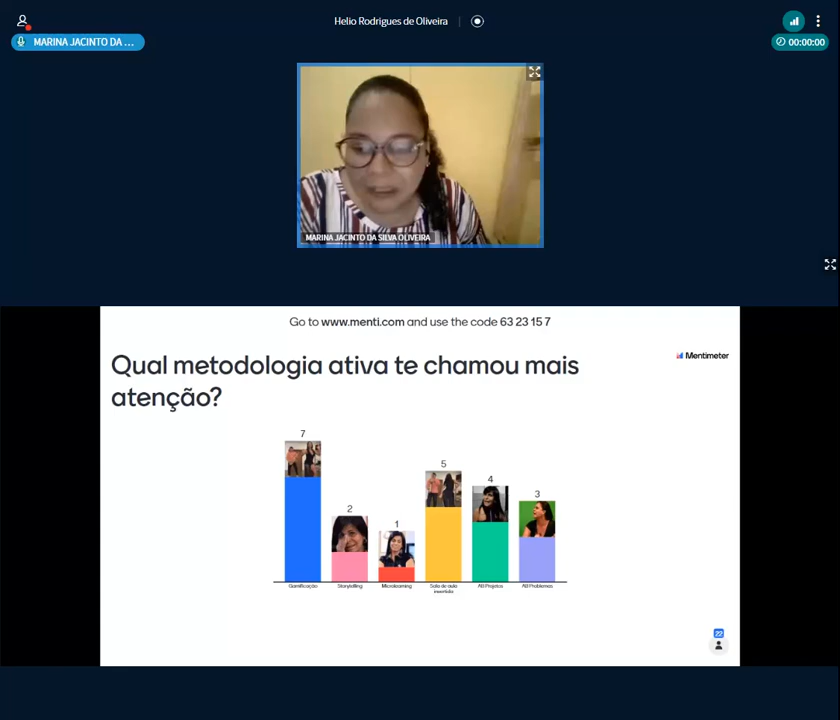 Helio Rodrigues de Oliveira
MARINA JACINTO DA ...
00:00:00
MARINA JACINTO DA SILVA OLIVEIRA
Go to www.menti.com and use the code 63 23 15 7
Qual metodologia ativa te chamou mais
atenção?
Mentimeter
7
2
1
5
4
3
Gamificação
Storytelling
Microlearning
Sala de aula
invertida
AB Projetos
AB Problemas
22